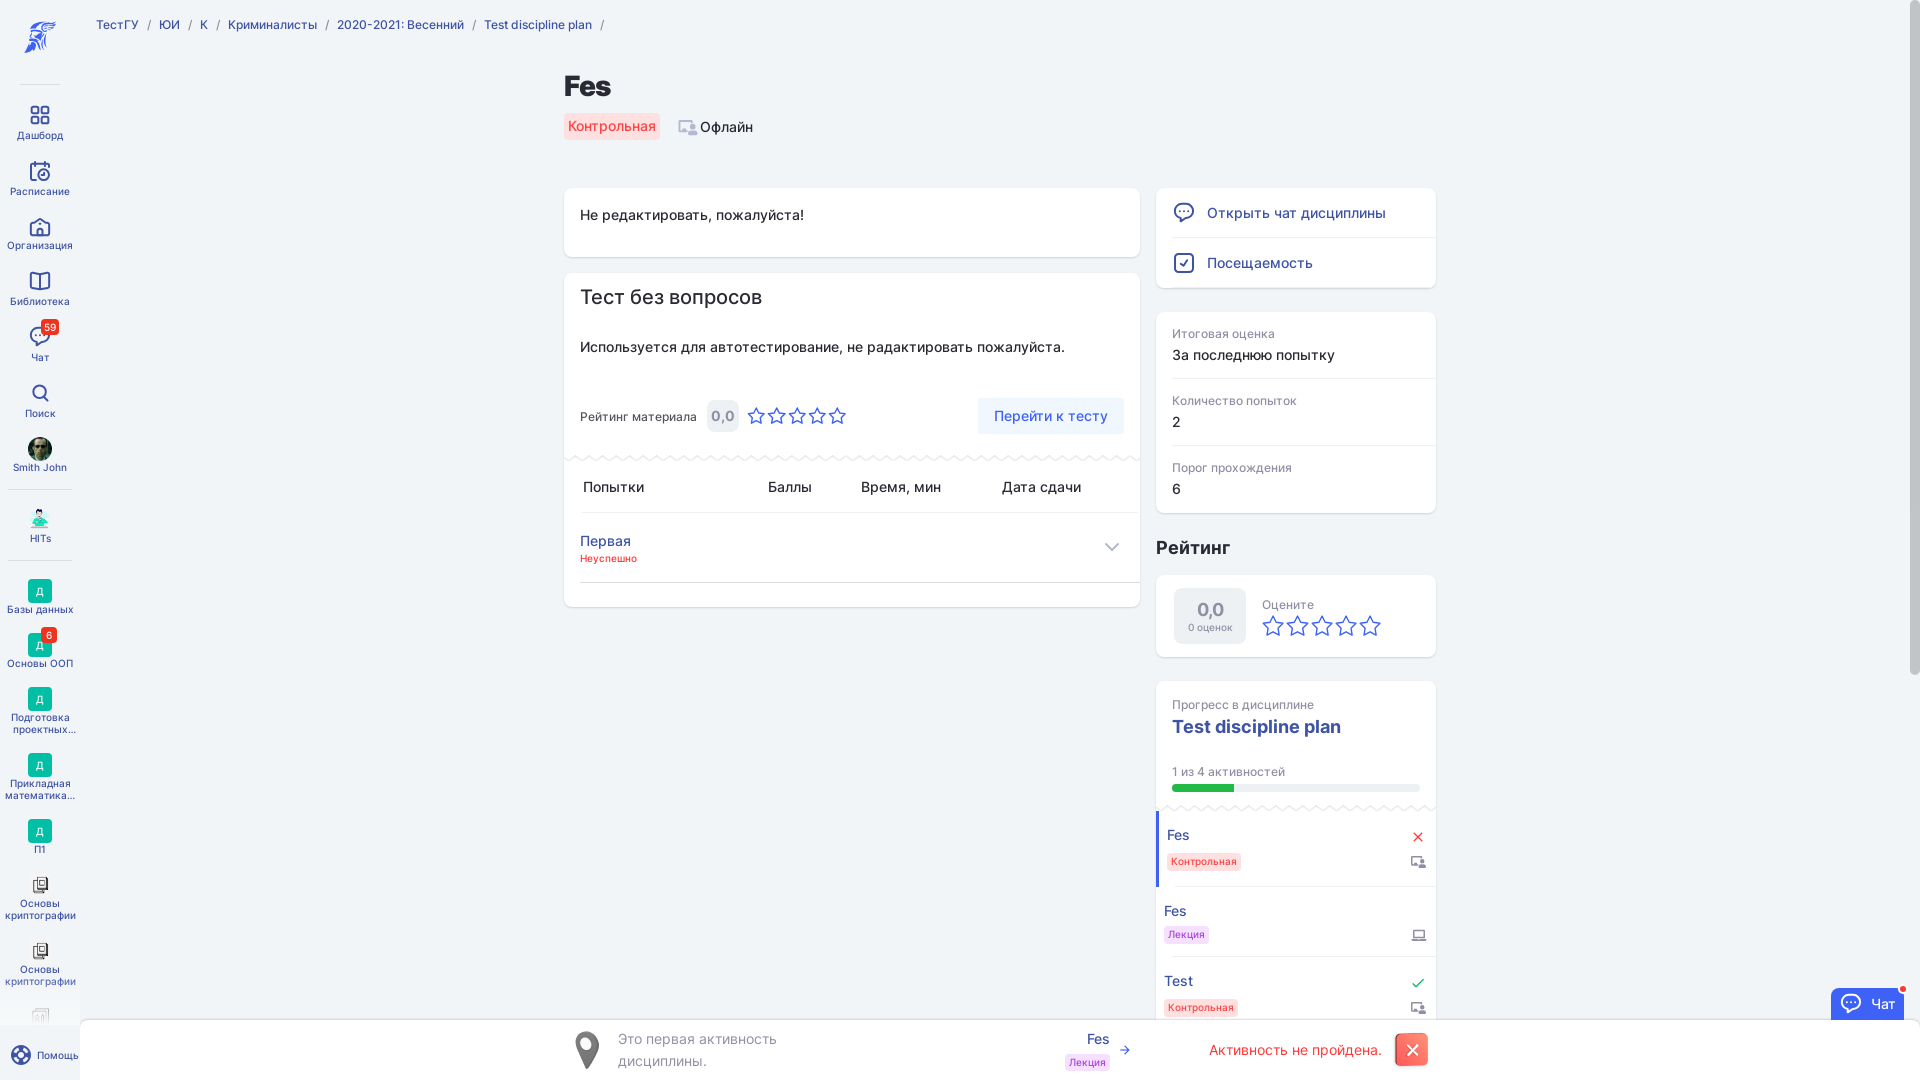 ТестГУ / ЮИ / К / Криминалисты / 2020-2021: Весенний / Test discipline plan /
Дашборд
Расписание
Организация
Библиотека
59
Чат
Поиск
Smith John
HITs
Д
Базы данных
6
Д
Основы ООП
Д
Подготовка
проектных...
Д
Прикладная
математика...
Д
П1
Основы
криптографии
Основы
криптографии
Помощь
Fes
Контрольная
Офлайн
Не редактировать, пожалуйста!
Тест без вопросов
Используется для автотестирование, не радактировать пожалуйста.
Рейтинг материала 0,0
Перейти к тесту
Попытки Баллы Время, мин Дата сдачи
Первая
Неуспешно
Открыть чат дисциплины
Посещаемость
Итоговая оценка
За последнюю попытку
Количество попыток
2
Порог прохождения
6
Рейтинг
0,0
0 оценок
Оцените
Прогресс в дисциплине
Test discipline plan
1 из 4 активностей
Fes
Контрольная
Fes
Лекция
Test
Контрольная
Чат
Это первая активность
дисциплины.
Fes
Лекция
Активность не пройдена.